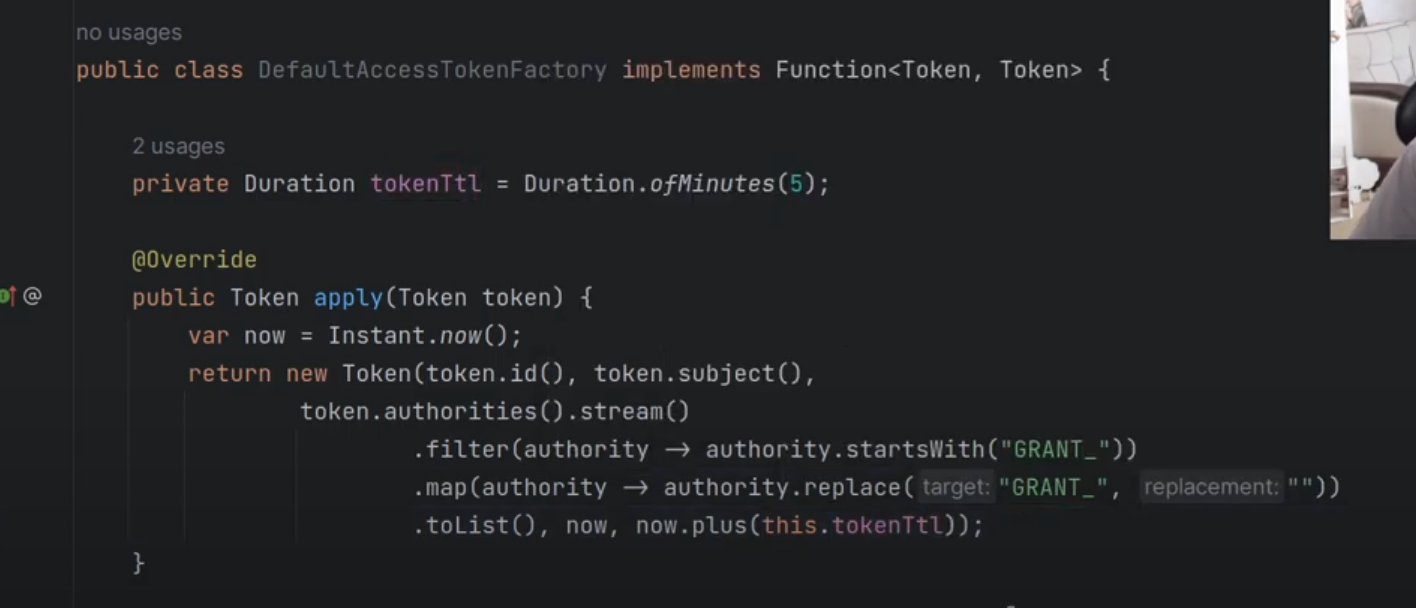 no usages
public class DefaultAccessTokenFactory implements Function<Token, Token> {
2 usages
private Duration tokenTtl = Duration.ofMinutes(5);
@Override
public Token apply(Token token) {
var now = Instant.now();
return new Token(token.id(), token.subject(),
token.authorities().stream()
.filter(authority → authority.startsWith("GRANT_"))
.map(authority → authority.replace( target: "GRANT_", replacement: ""))
.toList(), now, now.plus(this.tokenTtl));
}